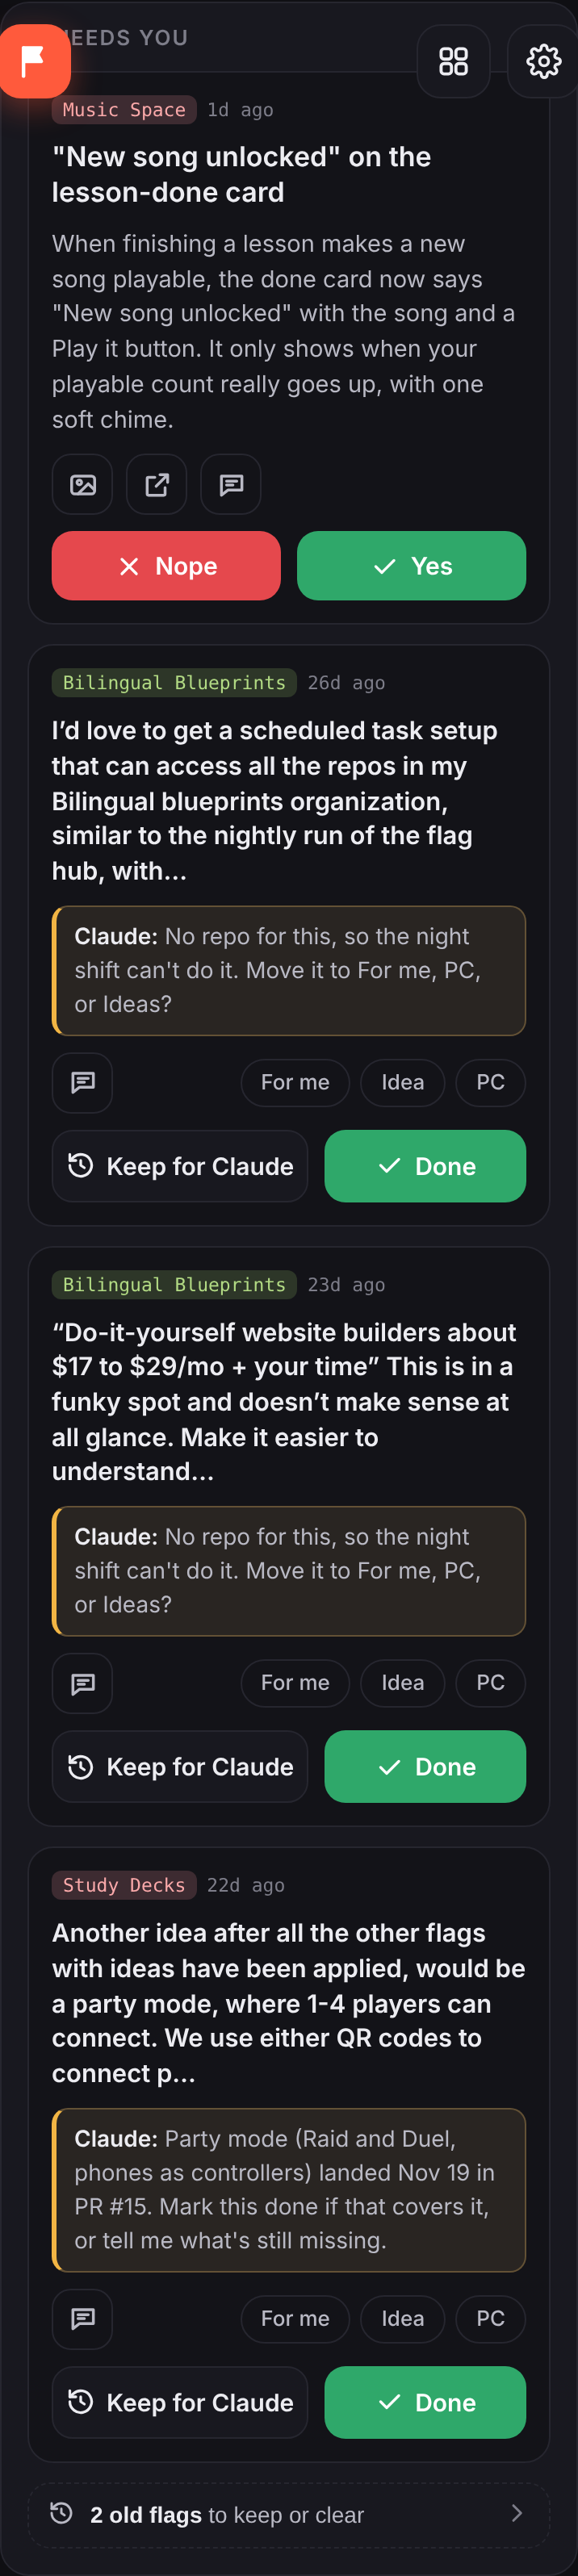 EEDS YOU
Music Space 1d ago
"New song unlocked" on the
lesson-done card
When finishing a lesson makes a new
song playable, the done card now says
"New song unlocked" with the song and a
Play it button. It only shows when your
playable count really goes up, with one
soft chime.
Nope Yes
Bilingual Blueprints 26d ago
I’d love to get a scheduled task setup
that can access all the repos in my
Bilingual blueprints organization,
similar to the nightly run of the flag
hub, with...
Claude: No repo for this, so the night
shift can't do it. Move it to For me, PC,
or Ideas?
For me Idea PC
Keep for Claude Done
Bilingual Blueprints 23d ago
“Do-it-yourself website builders about
$17 to $29/mo + your time” This is in a
funky spot and doesn’t make sense at
all glance. Make it easier to
understand...
Claude: No repo for this, so the night
shift can't do it. Move it to For me, PC,
or Ideas?
For me Idea PC
Keep for Claude Done
Study Decks 22d ago
Another idea after all the other flags
with ideas have been applied, would be
a party mode, where 1-4 players can
connect. We use either QR codes to
connect p...
Claude: Party mode (Raid and Duel,
phones as controllers) landed Nov 19 in
PR #15. Mark this done if that covers it,
or tell me what's still missing.
For me Idea PC
Keep for Claude Done
2 old flags to keep or clear